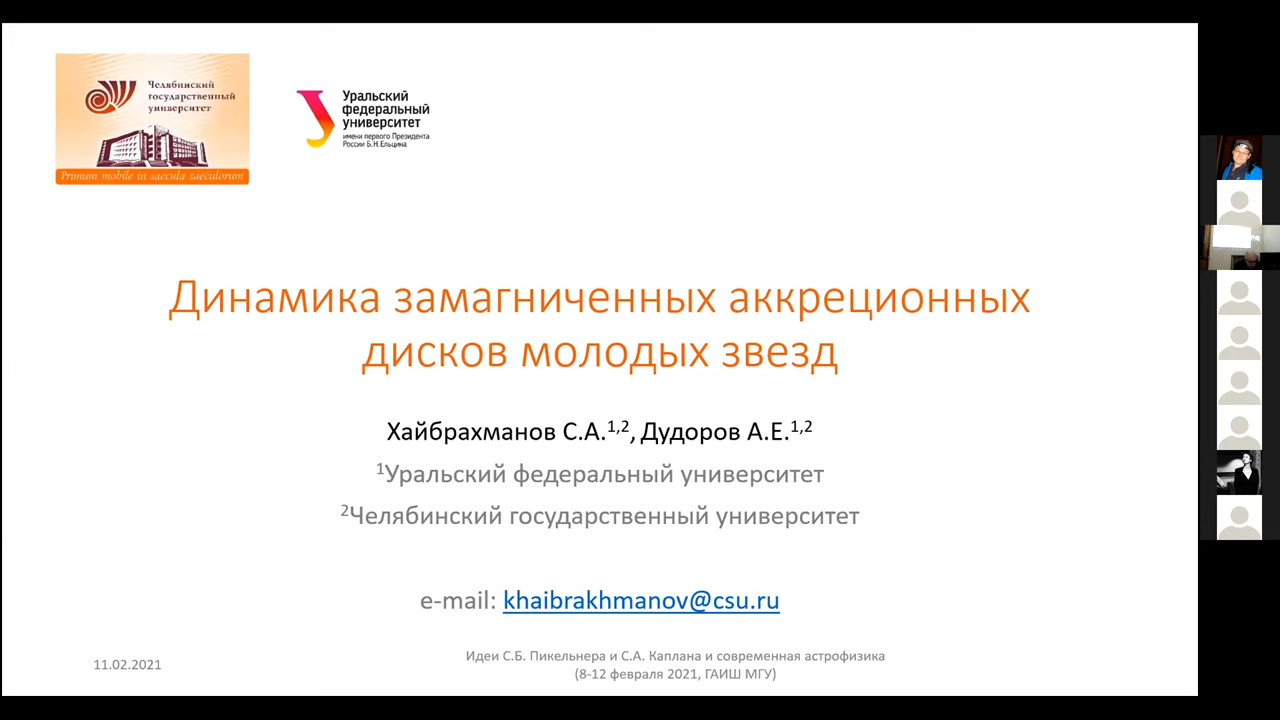 Челябинский
государственный
университет
Primum mobile in saecula saeculorum
Уральский
федеральный
университет
имени первого Президента
России Б.Н.Ельцина
Динамика замагниченных аккреционных
дисков молодых звезд
Хайбрахманов С.А.1,2, Дудоров А.Е.1,2
1Уральский федеральный университет
2Челябинский государственный университет
e-mail: khaibrakhmanov@csu.ru
11.02.2021
Идеи С.Б. Пикельнера и С.А. Каплана и современная астрофизика
(8-12 февраля 2021, ГАИШ МГУ)